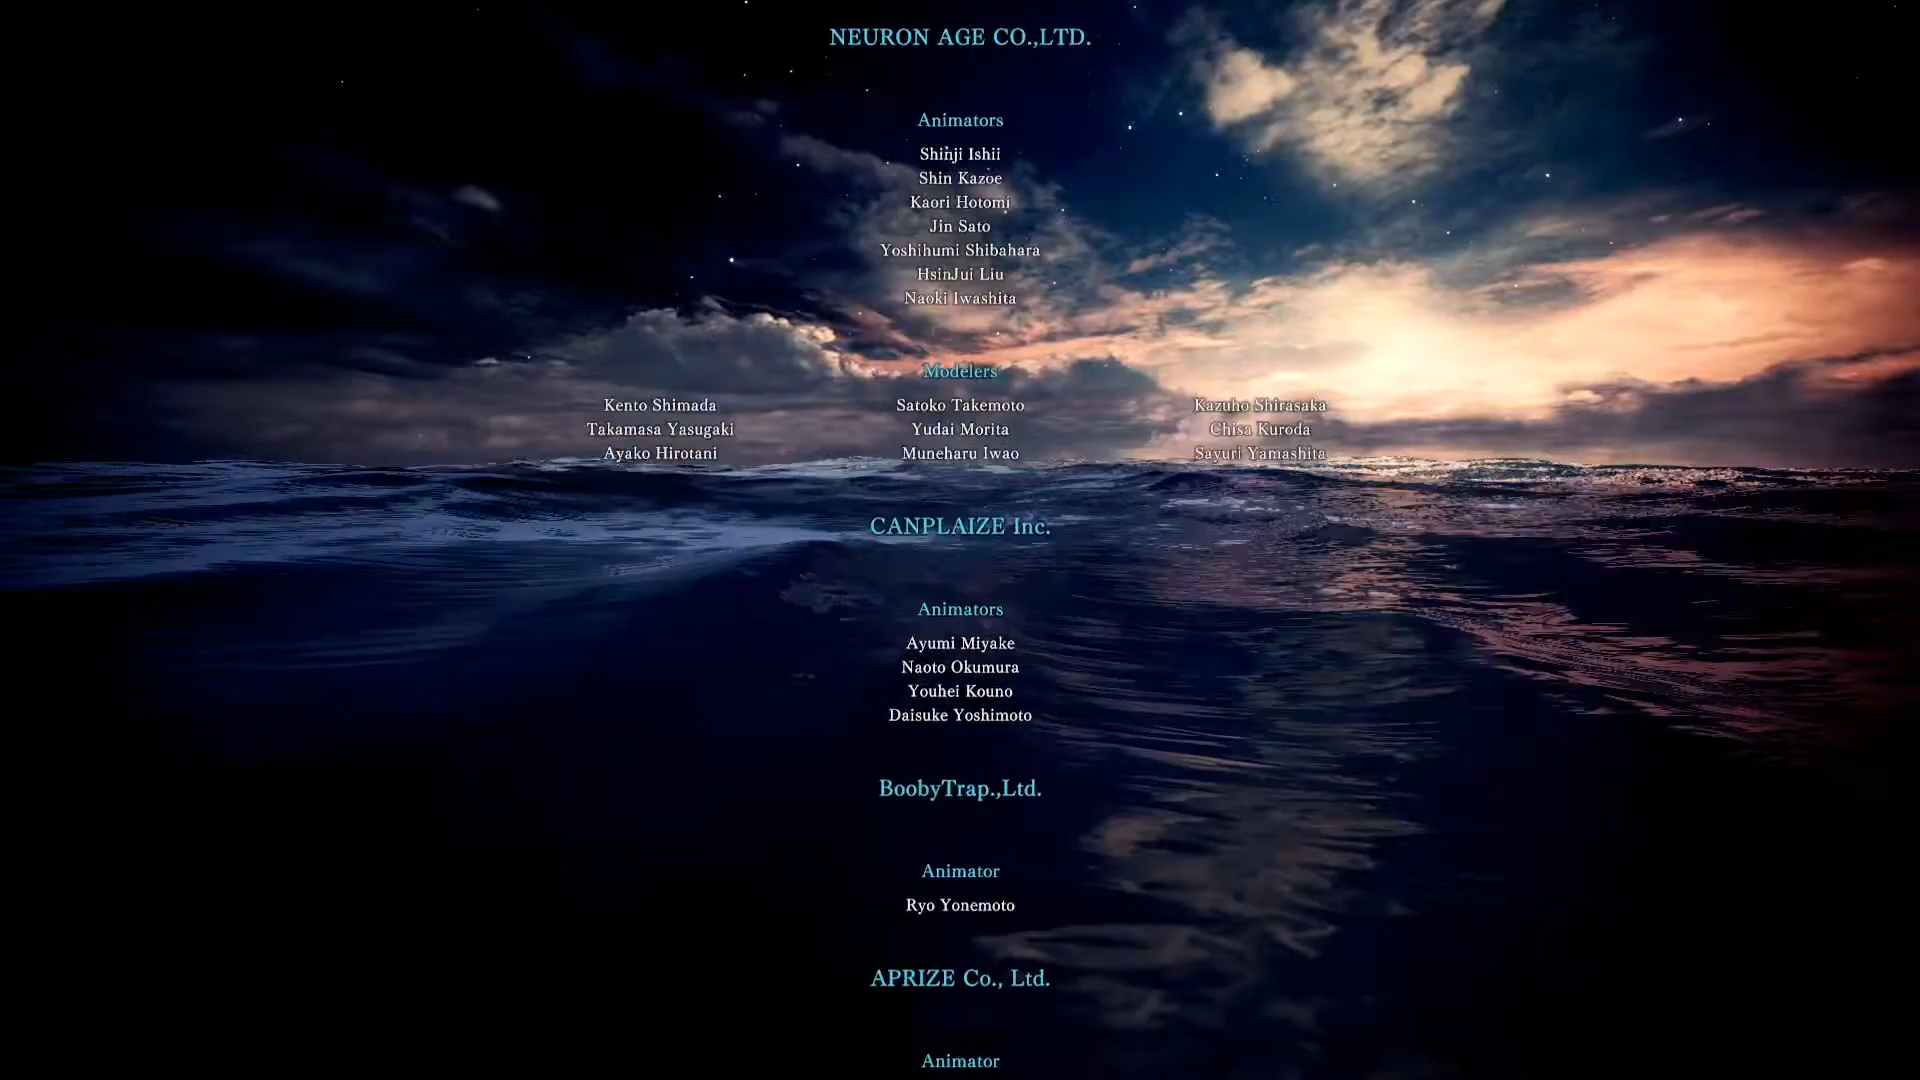 NEURON AGE CO.,LTD.
Animators
Shinji Ishii
Shin Kazoe
Kaori Hotomi
Jin Sato
Yoshihumi Shibahara
HsinJui Liu
Naoki Iwashita
Modelers
Kento Shimada Satoko Takemoto Kazuho Shirasaka
Takamasa Yasugaki Yudai Morita Chisa Kuroda
Ayako Hirotani Muneharu Iwao Sayuri Yamashita
CANPLAIZE Inc.
Animators
Ayumi Miyake
Naoto Okumura
Youhei Kouno
Daisuke Yoshimoto
BoobyTrap.,Ltd.
Animator
Ryo Yonemoto
APRIZE Co., Ltd.
Animator